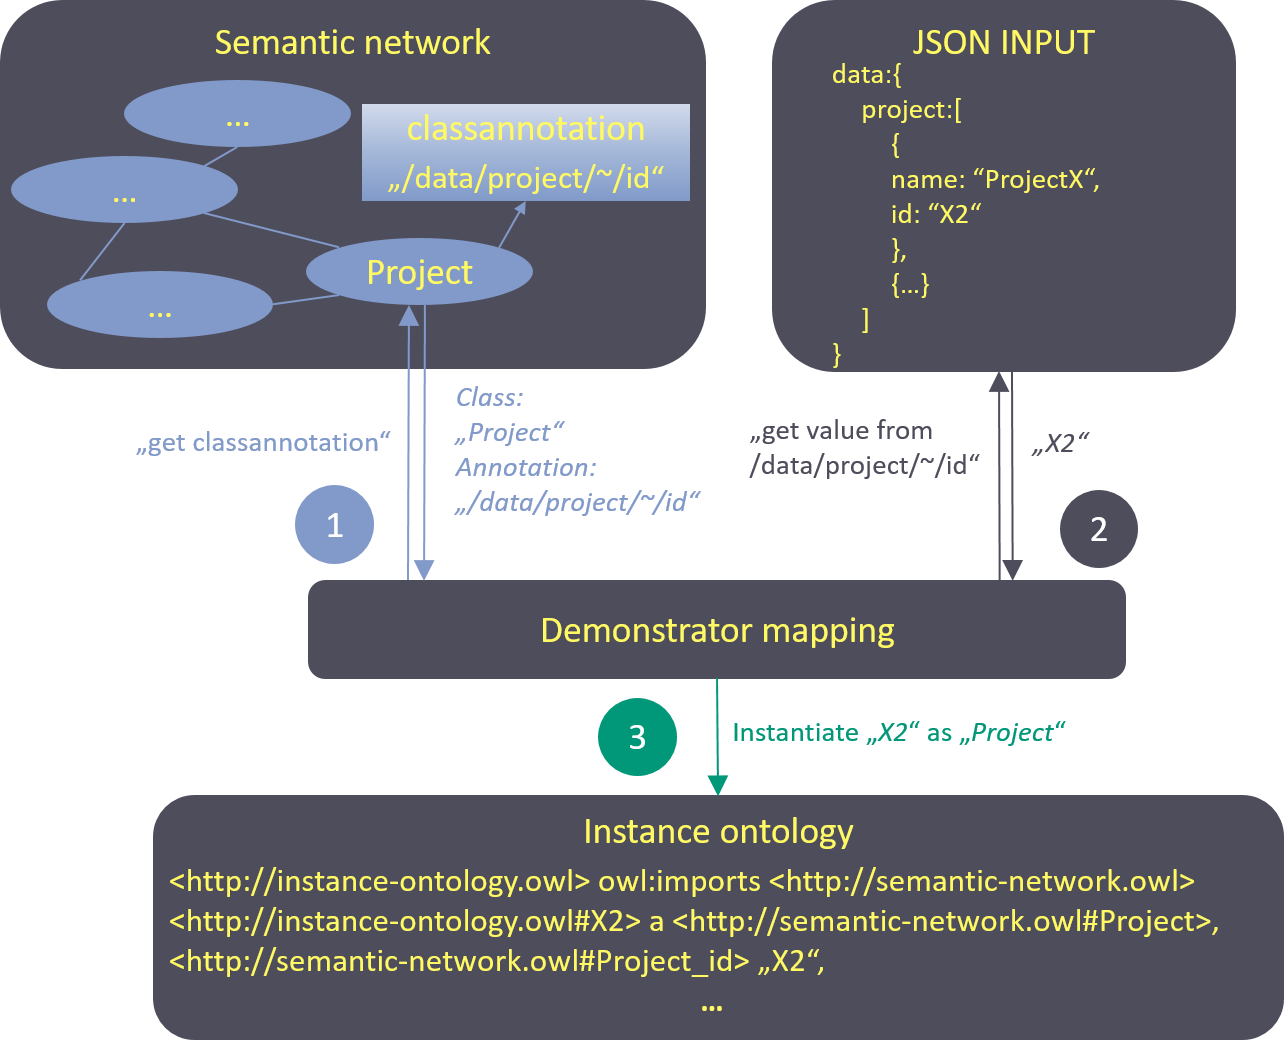 Semantic network
...
classannotation
„/data/project/~/id“
...
Project
...
JSON INPUT
data:{
project:[
{
name: “ProjectX“,
id: “X2“
},
{...}
]
}
„get classannotation“
Class:
„Project“
Annotation:
„/data/project/~/id“
1
„get value from
/data/project/~/id“
„X2“
2
Demonstrator mapping
3
Instantiate „X2“ as „Project“
Instance ontology
<http://instance-ontology.owl> owl:imports <http://semantic-network.owl>
<http://instance-ontology.owl#X2> a <http://semantic-network.owl#Project>,
<http://semantic-network.owl#Project_id> „X2“,
...